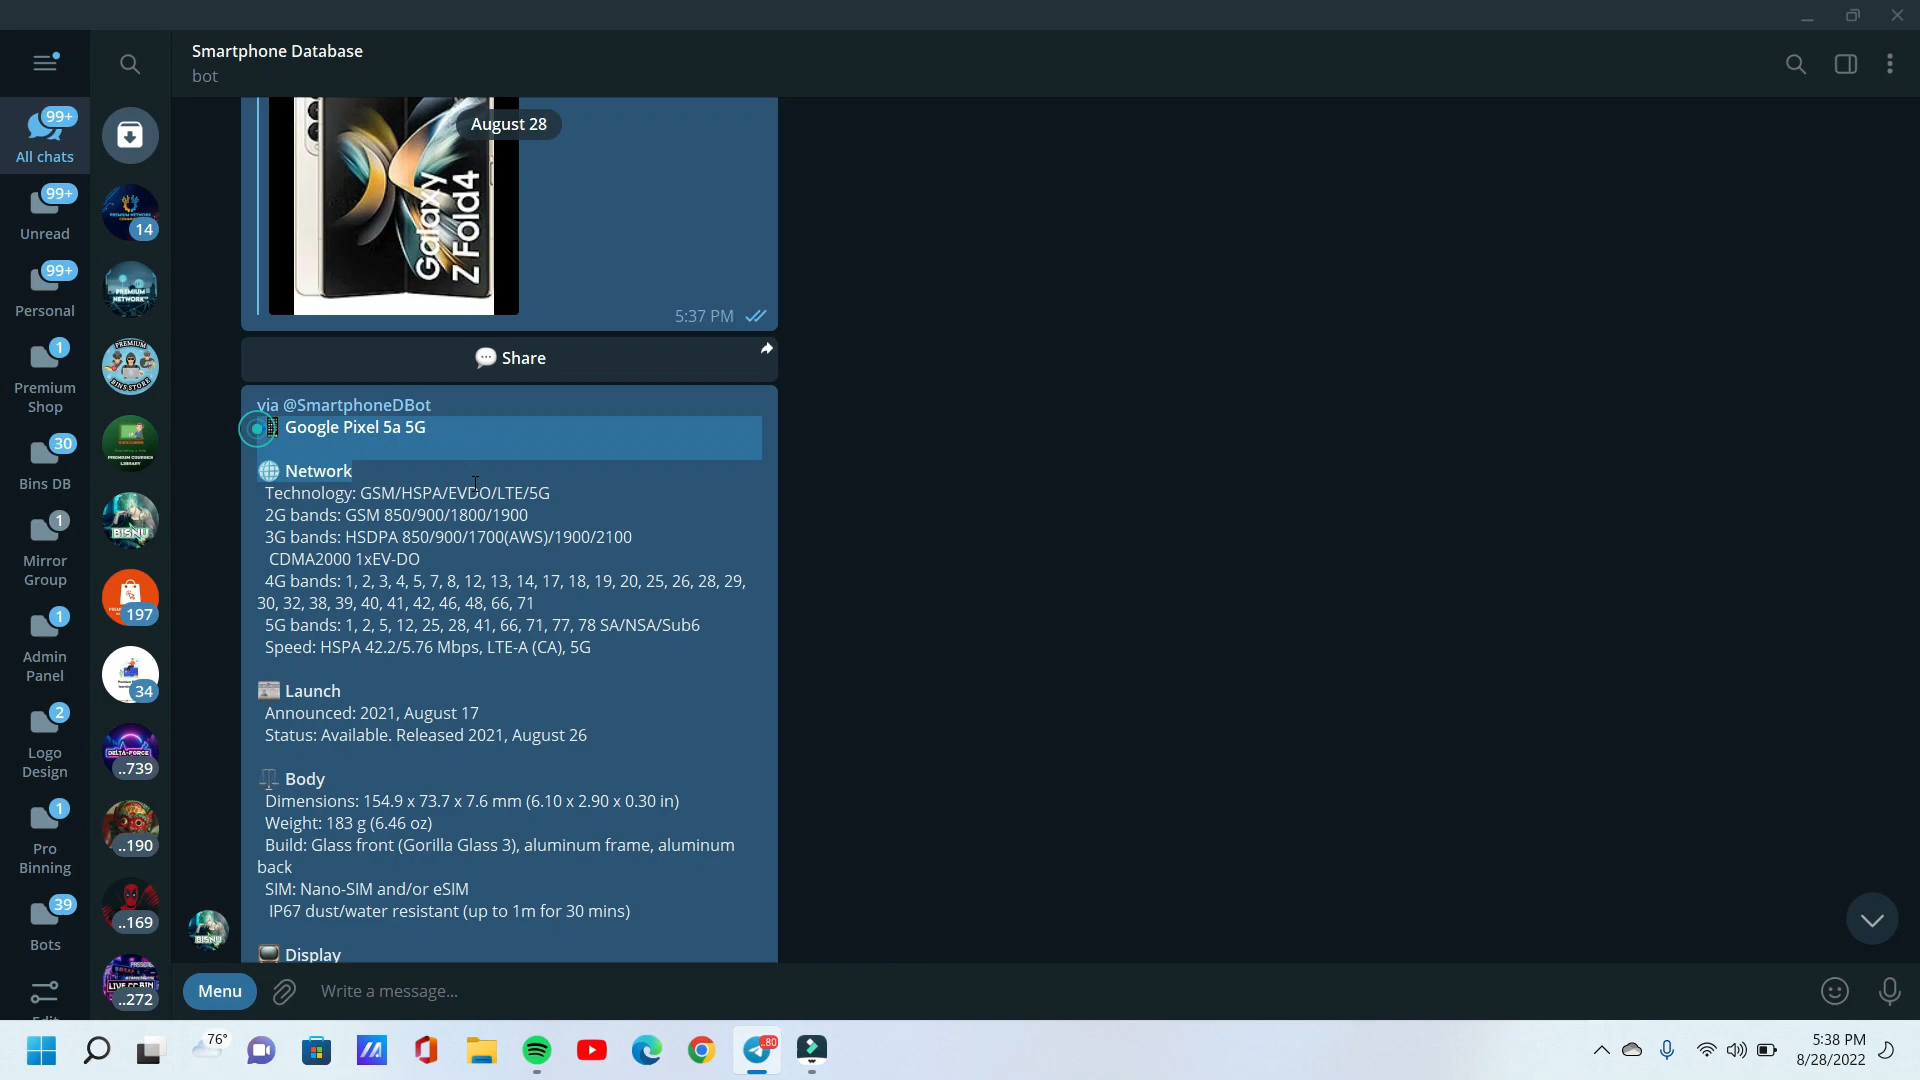 Smartphone Database
bot
99+
All chats
99+
Unread
99+
Personal
1
Premium
Shop
30
Bins DB
1
Mirror
Group
1
Admin
Panel
2
Logo
Design
1
Pro
Binning
39
Bots
14
PREMIUM
NETWORK
PREMIUM
BINS STORE
BISNU
197
34
DELTA-FORCE
..739
..190
..169
..272
August 28
Galaxy
Z Fold4
5:37 PM
Share
via @SmartphoneDBot
Google Pixel 5a 5G
Network
Technology: GSM/HSPA/EVDO/LTE/5G
2G bands: GSM 850/900/1800/1900
3G bands: HSDPA 850/900/1700(AWS)/1900/2100
CDMA2000 1xEV-DO
4G bands: 1, 2, 3, 4, 5, 7, 8, 12, 13, 14, 17, 18, 19, 20, 25, 26, 28, 29,
30, 32, 38, 39, 40, 41, 42, 46, 48, 66, 71
5G bands: 1, 2, 5, 12, 25, 28, 41, 66, 71, 77, 78 SA/NSA/Sub6
Speed: HSPA 42.2/5.76 Mbps, LTE-A (CA), 5G
Launch
Announced: 2021, August 17
Status: Available. Released 2021, August 26
Body
Dimensions: 154.9 x 73.7 x 7.6 mm (6.10 x 2.90 x 0.30 in)
Weight: 183 g (6.46 oz)
Build: Glass front (Gorilla Glass 3), aluminum frame, aluminum
back
SIM: Nano-SIM and/or eSIM
IP67 dust/water resistant (up to 1m for 30 mins)
Display
BISNU
Menu
Write a message...
76°
..80
5:38 PM
8/28/2022